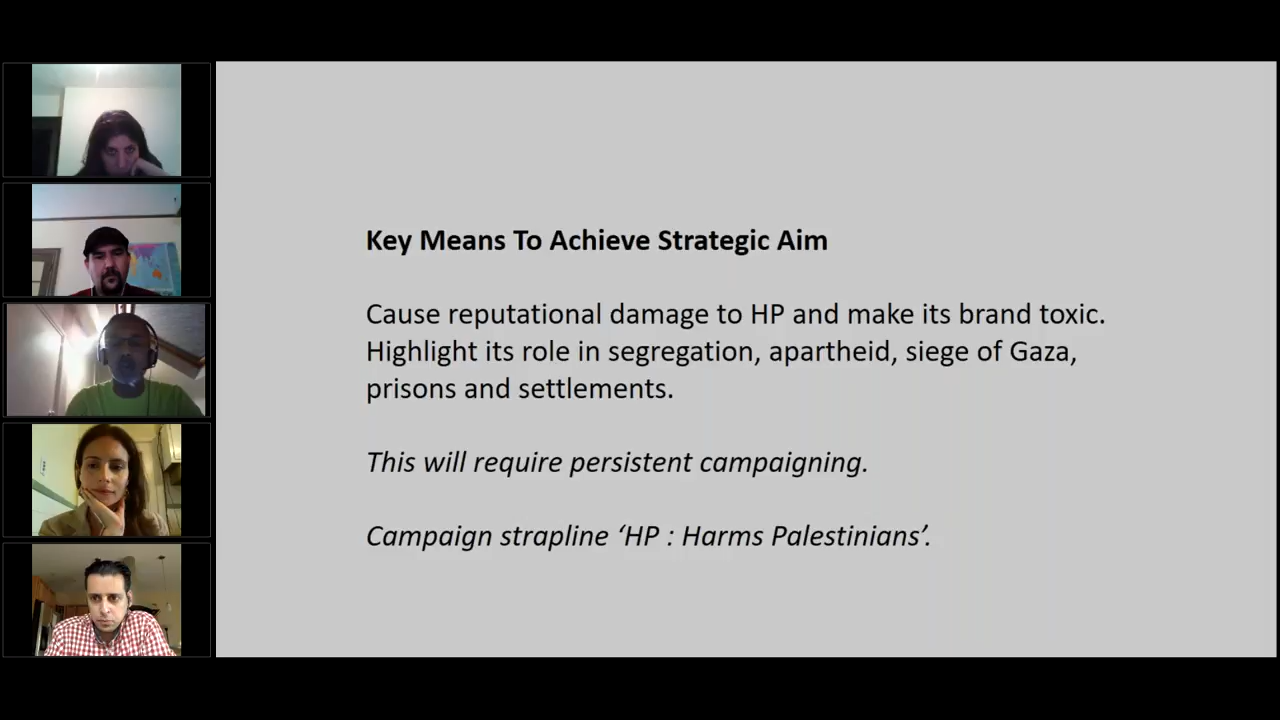 Key Means To Achieve Strategic Aim
Cause reputational damage to HP and make its brand toxic.
Highlight its role in segregation, apartheid, siege of Gaza,
prisons and settlements.
This will require persistent campaigning.
Campaign strapline ‘HP : Harms Palestinians’.